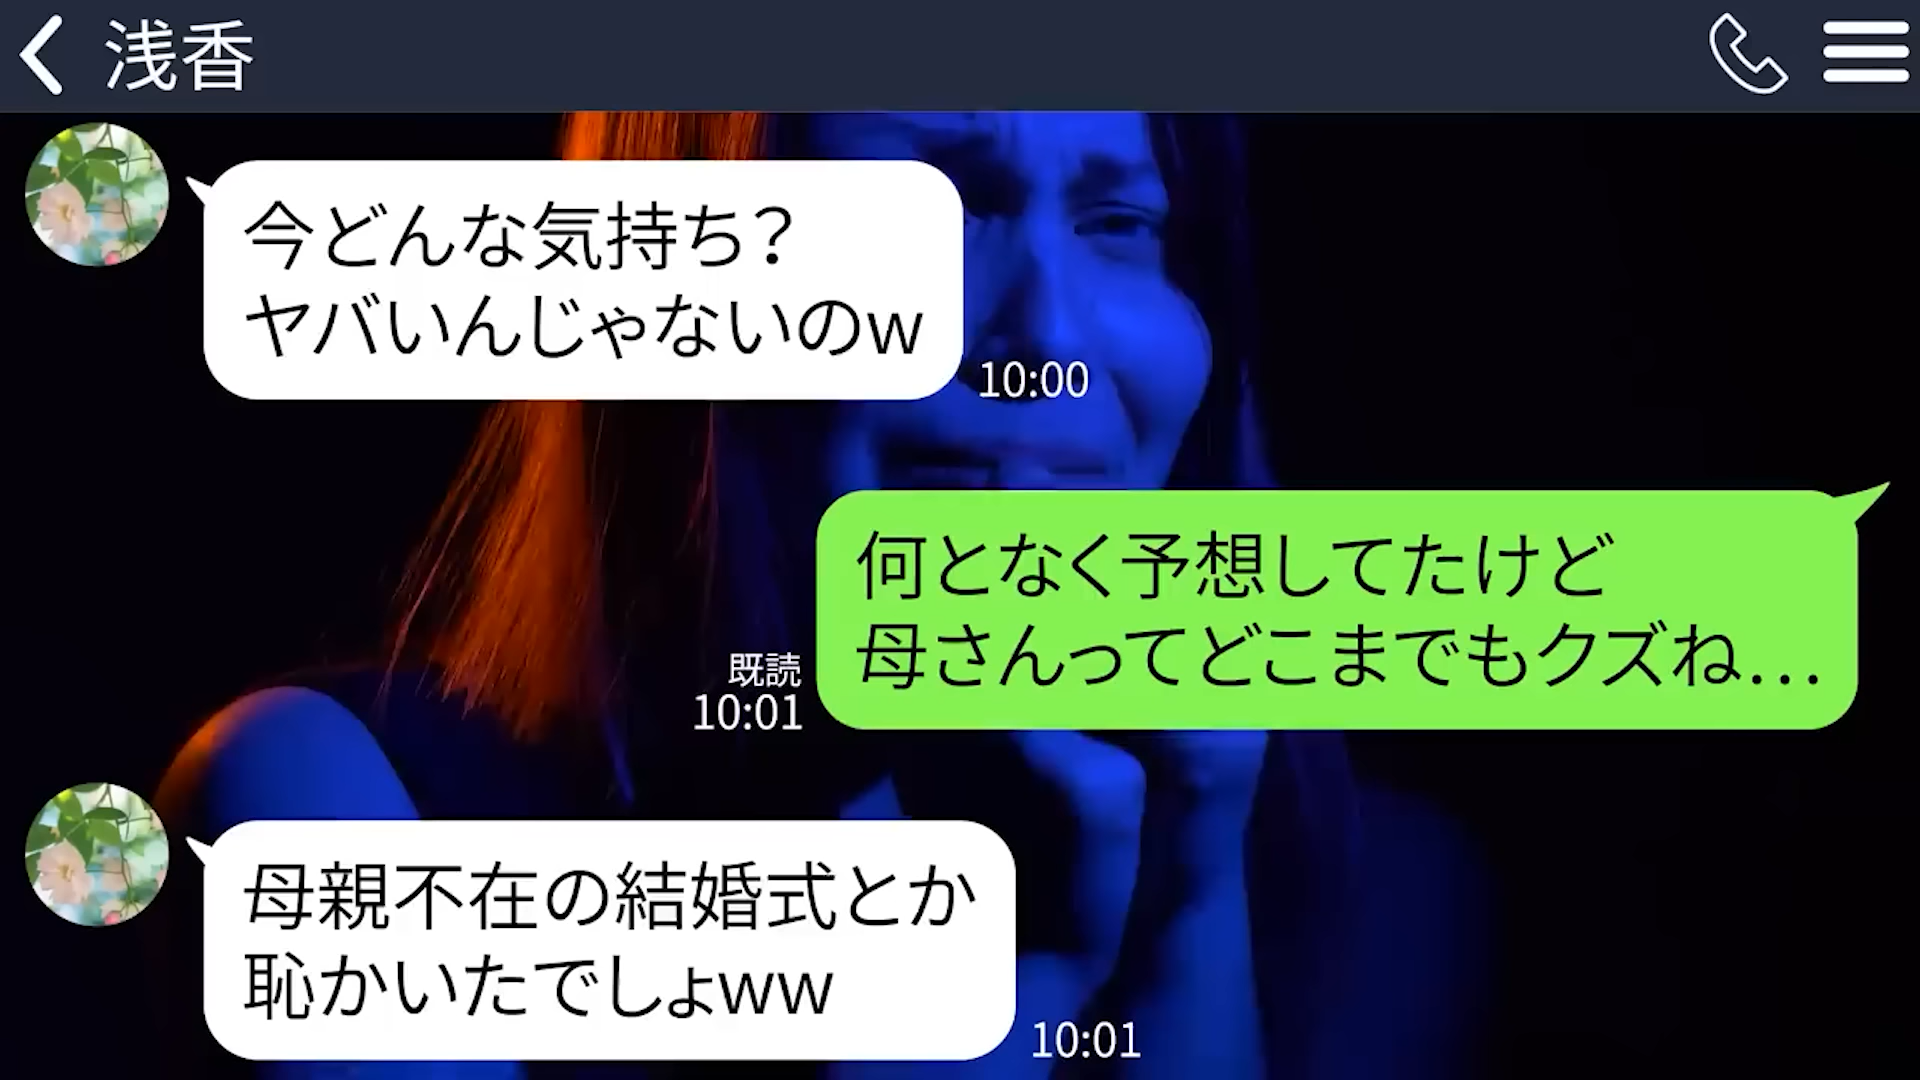 浅香
今どんな気持ち？
ヤバいんじゃないのw
10:00
何となく予想してたけど
母さんってどこまでもクズね…
既読
10:01
母親不在の結婚式とか
恥かいたでしょww
10:01